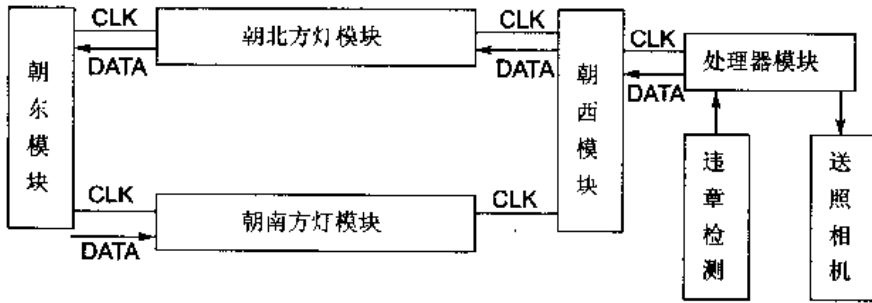 CLK
朝北方灯模块
CLK
CLK
处理器模块
DATA
DATA
DATA
朝东模块
朝西模块
违章检测
送照相机
CLK
朝南方灯模块
CLK
DATA